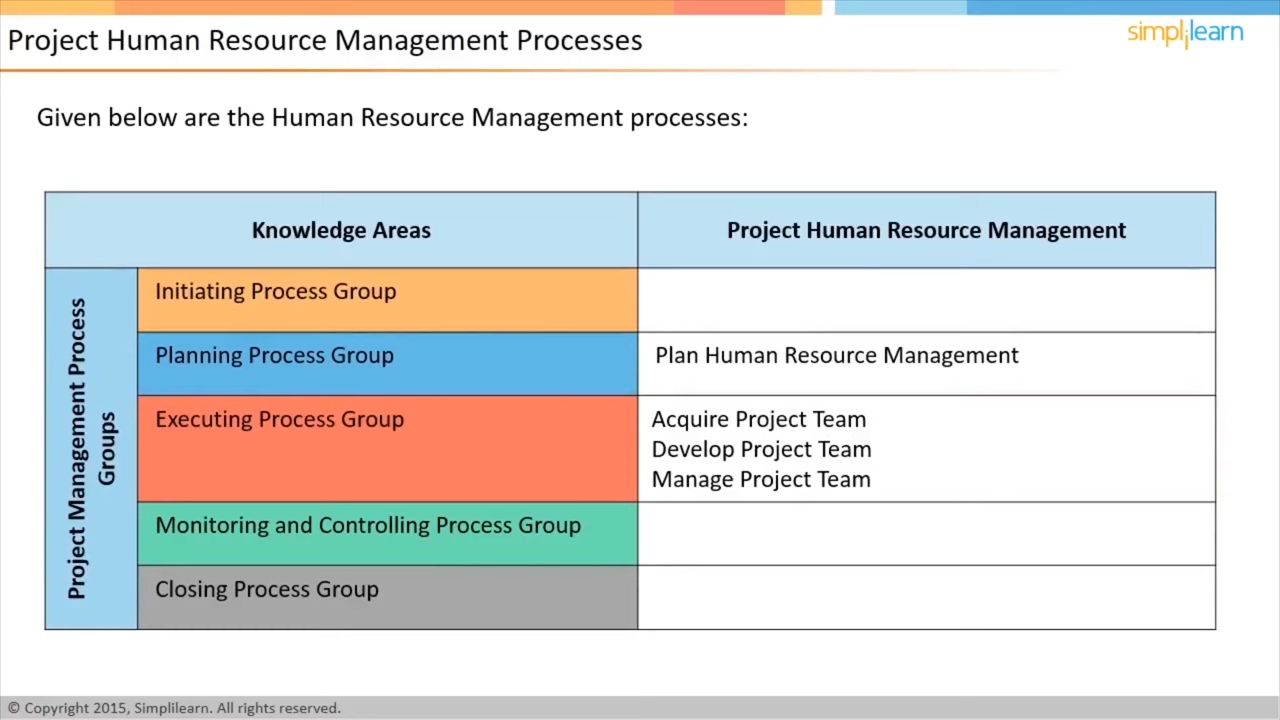 Project Human Resource Management Processes
simplilearn
Given below are the Human Resource Management processes:
Knowledge Areas
Project Human Resource Management
Project Management Process
Groups
Initiating Process Group
Planning Process Group
Plan Human Resource Management
Executing Process Group
Acquire Project Team
Develop Project Team
Manage Project Team
Monitoring and Controlling Process Group
Closing Process Group
© Copyright 2015, Simplilearn. All rights reserved.